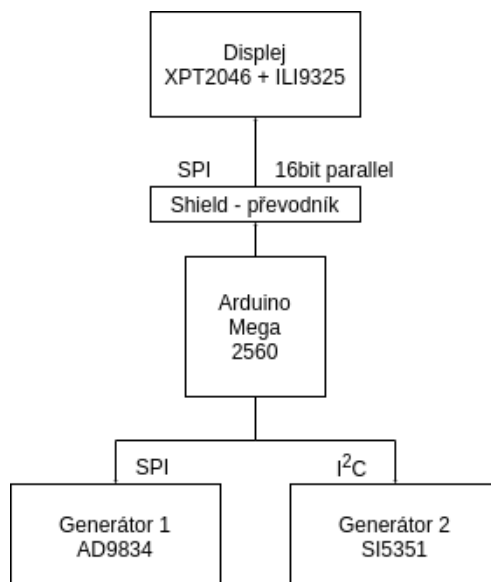 Displej
XPT2046 + ILI9325
SPI 16bit parallel
Shield - převodník
Arduino
Mega
2560
SPI I²C
Generátor 1 Generátor 2
AD9834 SI5351